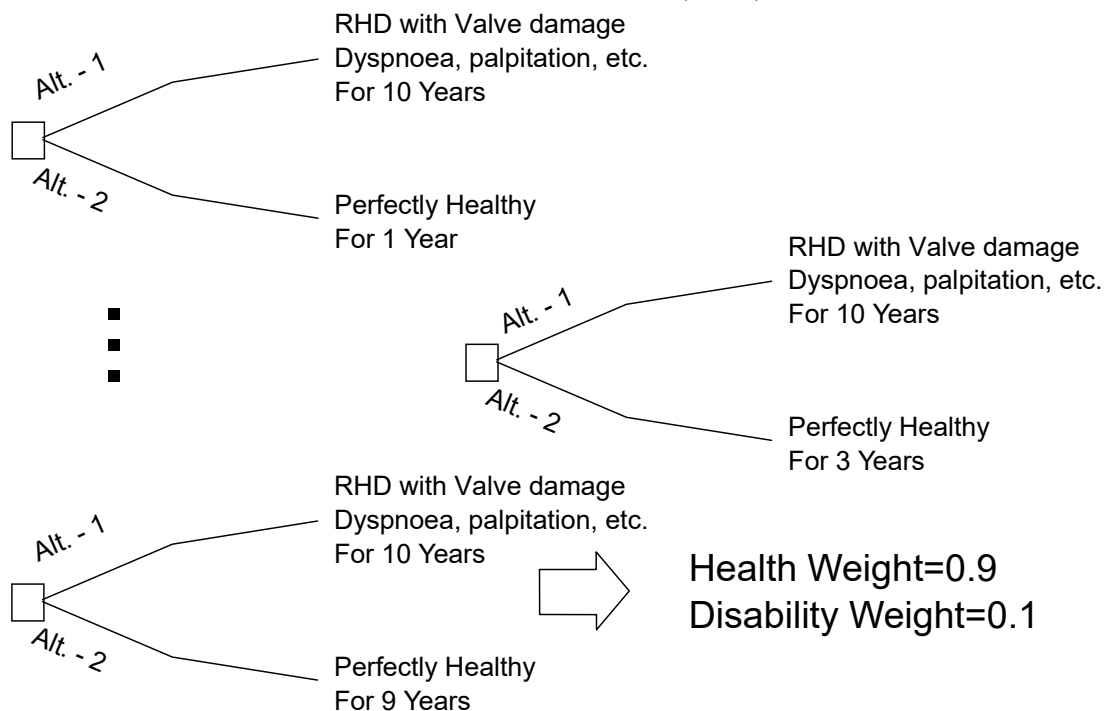 RHD with Valve damage
Dyspnoea, palpitation, etc.
For 10 Years
Alt. - 1
Alt. - 2
Perfectly Healthy
For 1 Year
RHD with Valve damage
Dyspnoea, palpitation, etc.
For 10 Years
Alt. - 1
Alt. - 2
Perfectly Healthy
For 3 Years
RHD with Valve damage
Dyspnoea, palpitation, etc.
For 10 Years
Alt. - 1
Alt. - 2
Perfectly Healthy
For 9 Years
Health Weight=0.9
Disability Weight=0.1